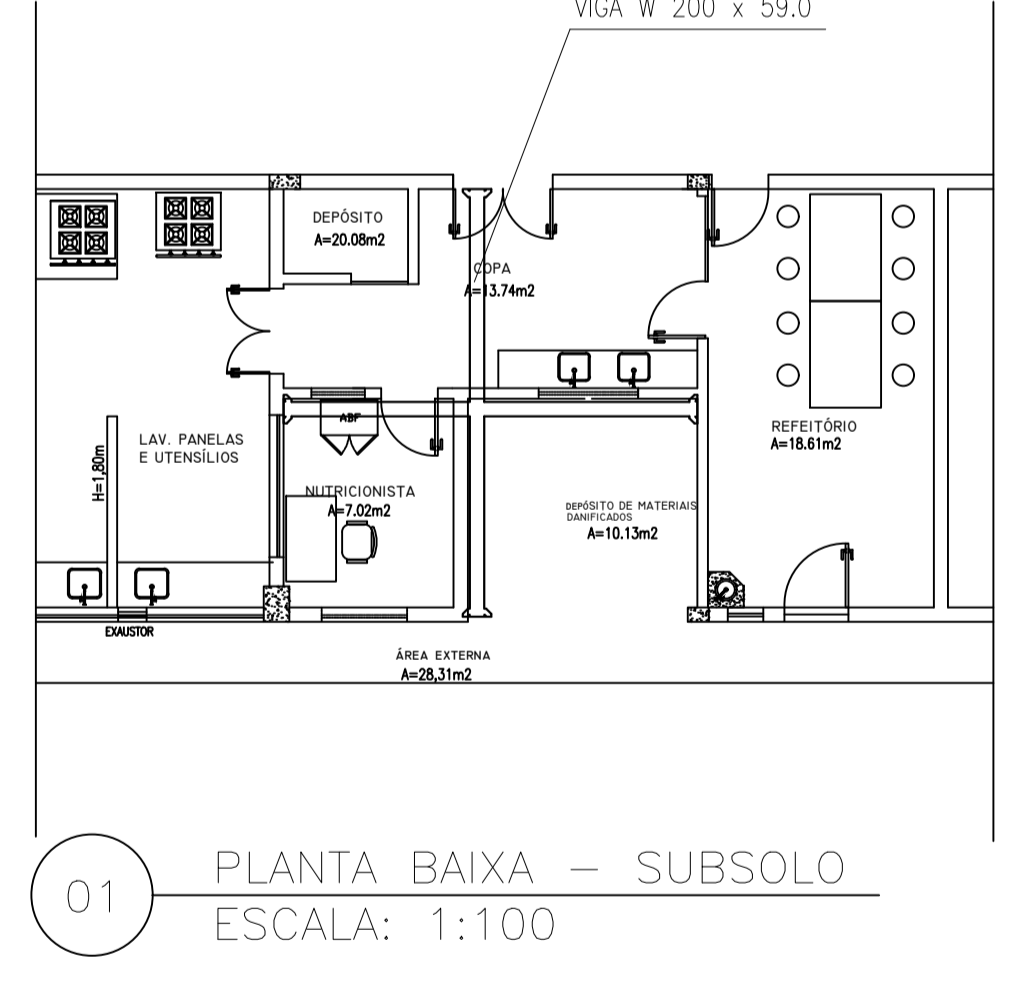 VIGA W 200 x 59.0
DEPÓSITO
A=20.08m2
COPA
A=13.74m2
ABF
LAV. PANELAS
E UTENSÍLIOS
H=1,80m
REFEITÓRIO
A=18.61m2
NUTRICIONISTA
A=7.02m2
DEPÓSITO DE MATERIAIS
DANIFICADOS
A=10.13m2
EXAUSTOR
ÁREA EXTERNA
A=28,31m2
01
PLANTA BAIXA – SUBSOLO
ESCALA: 1:100